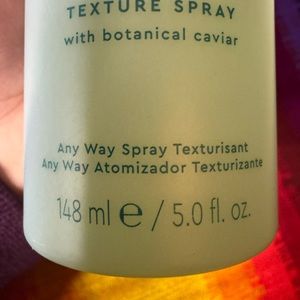 TEXTURE SPRAY
with botanical caviar
Any Way Spray Texturisant
Any Way Atomizador Texturizante
148 ml e / 5.0 fl. oz.